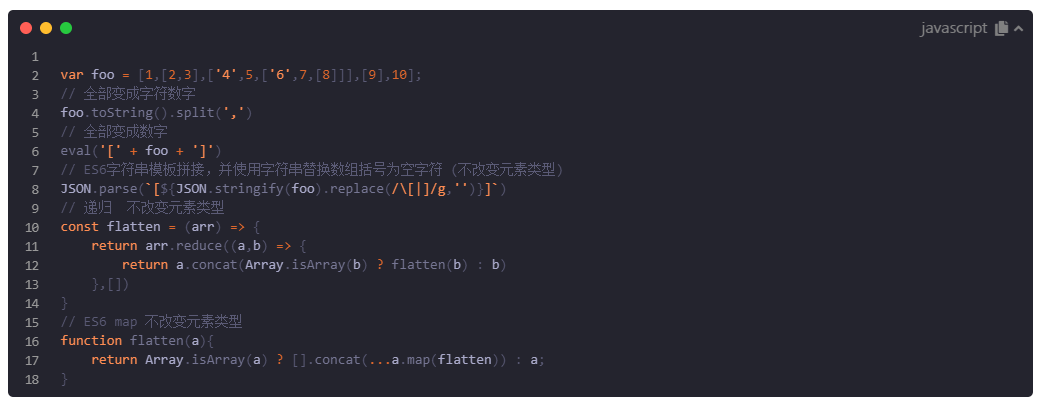 javascript
1
2 var foo = [1,[2,3],['4',5,['6',7,[8]]],[9],10];
3 // 全部变成字符数字
4 foo.toString().split(',')
5 // 全部变成数字
6 eval('[' + foo + ']')
7 // ES6字符串模板拼接，并使用字符串替换数组括号为空字符 (不改变元素类型)
8 JSON.parse(`[${JSON.stringify(foo).replace(/\[|]/g,'')}]`)
9 // 递归  不改变元素类型
10 const flatten = (arr) => {
11     return arr.reduce((a,b) => {
12         return a.concat(Array.isArray(b) ? flatten(b) : b)
13     },[])
14 }
15 // ES6 map 不改变元素类型
16 function flatten(a){
17     return Array.isArray(a) ? [].concat(...a.map(flatten)) : a;
18 }